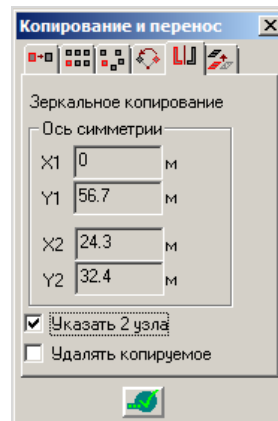 Копирование и перенос
Зеркальное копирование
Ось симметрии
X1 0 м
Y1 56.7 м
X2 24.3 м
Y2 32.4 м
Указать 2 узла
Удалять копируемое